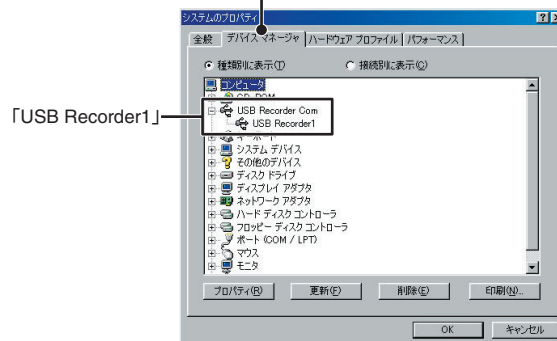 システムのプロパティ
全般 デバイス マネージャ ハードウェア プロファイル パフォーマンス
種類別に表示(T) 接続別に表示(C)
コンピュータ
CD-ROM
「USB Recorder1」
USB Recorder Com
USB Recorder1
キーボード
システム デバイス
その他のデバイス
ディスク ドライブ
ディスプレイ アダプタ
ネットワーク アダプタ
ハード ディスク コントローラ
フロッピー ディスク コントローラ
ポート (COM / LPT)
マウス
モニタ
プロパティ(R) 更新(F) 削除(E) 印刷(N)...
OK キャンセル